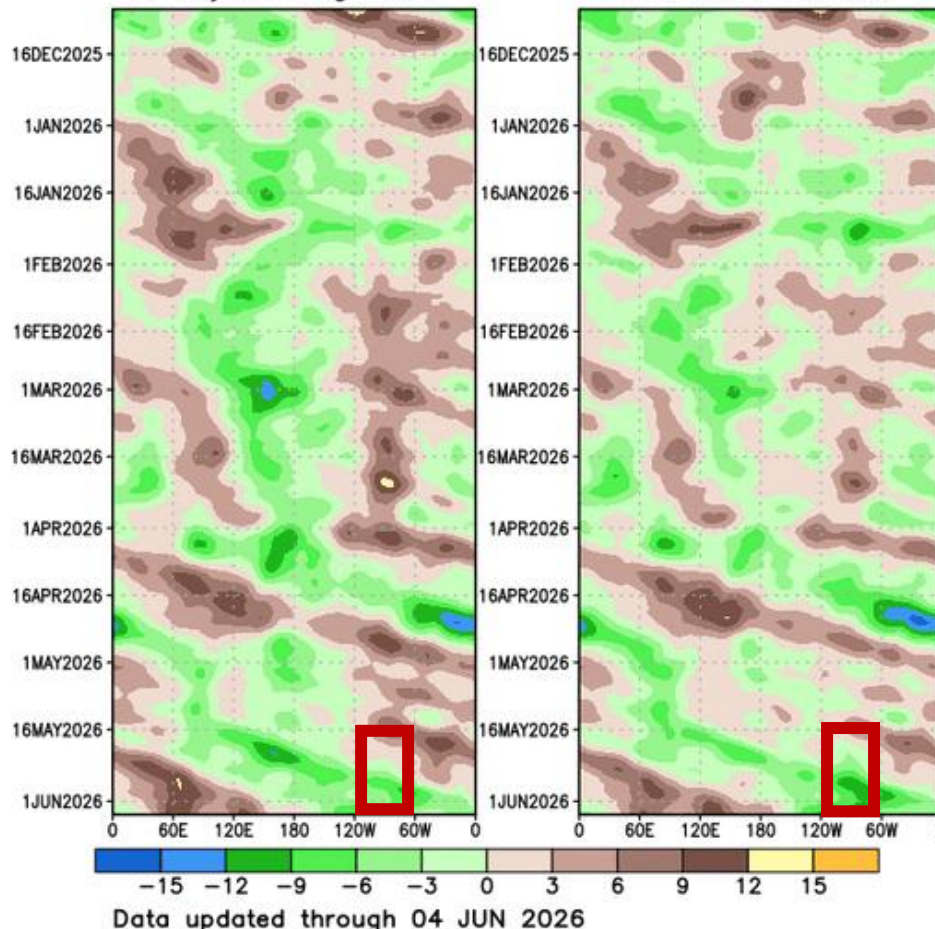 16DEC2025
1JAN2026
16JAN2026
1FEB2026
16FEB2026
1MAR2026
16MAR2026
1APR2026
16APR2026
1MAY2026
16MAY2026
1JUN2026
0 60E 120E 180 120W 60W 0
16DEC2025
1JAN2026
16JAN2026
1FEB2026
16FEB2026
1MAR2026
16MAR2026
1APR2026
16APR2026
1MAY2026
16MAY2026
1JUN2026
0 60E 120E 180 120W 60W
-15 -12 -9 -6 -3 0 3 6 9 12 15
Data updated through 04 JUN 2026